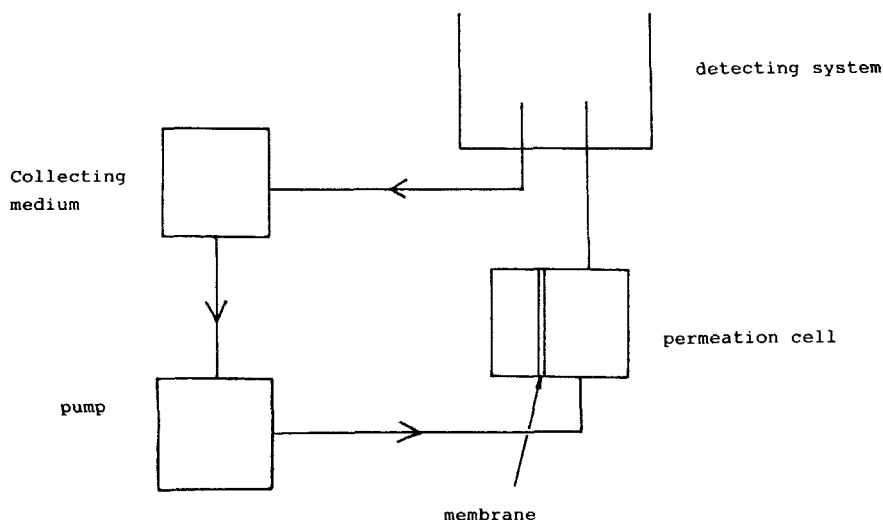 detecting system
Collecting
medium
permeation cell
pump
membrane